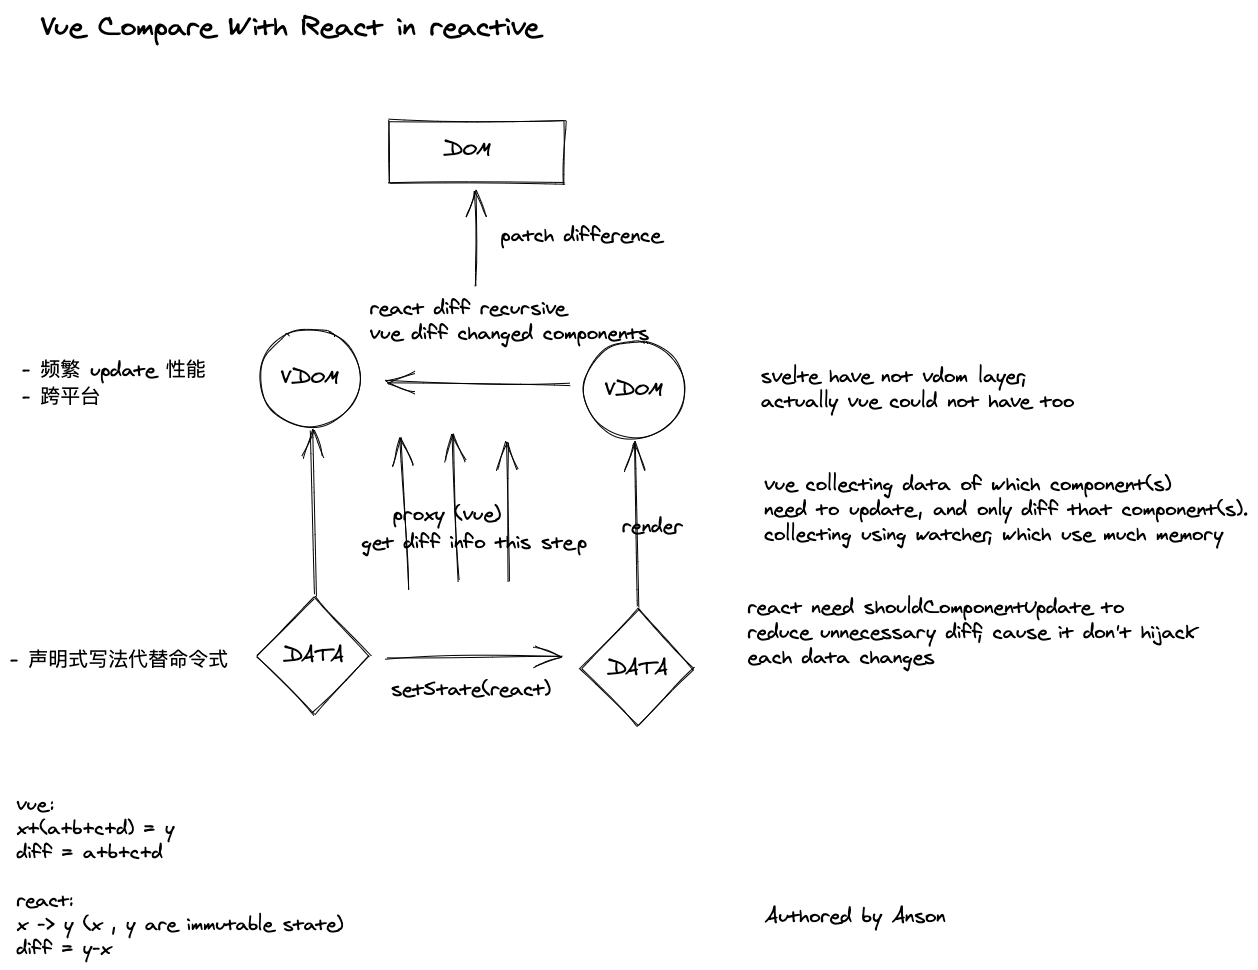 Vue Compare With React in reactive
DOM
patch difference
react diff recursive
vue diff changed components
- 频繁 update 性能
- 跨平台
VDOM
VDOM
svelte have not vdom layer,
actually vue could not have too
proxy (vue)
get diff info this step
render
vue collecting data of which component(s)
need to update, and only diff that component(s).
collecting using watcher, which use much memory
react need shouldComponentUpdate to
reduce unnecessary diff, cause it don't hijack
each data changes
- 声明式写法代替命令式
DATA
DATA
setState(react)
vue:
x+(a+b+c+d) = y
diff = a+b+c+d
react:
x -> y (x , y are immutable state)
diff = y-x
Authored by Anson